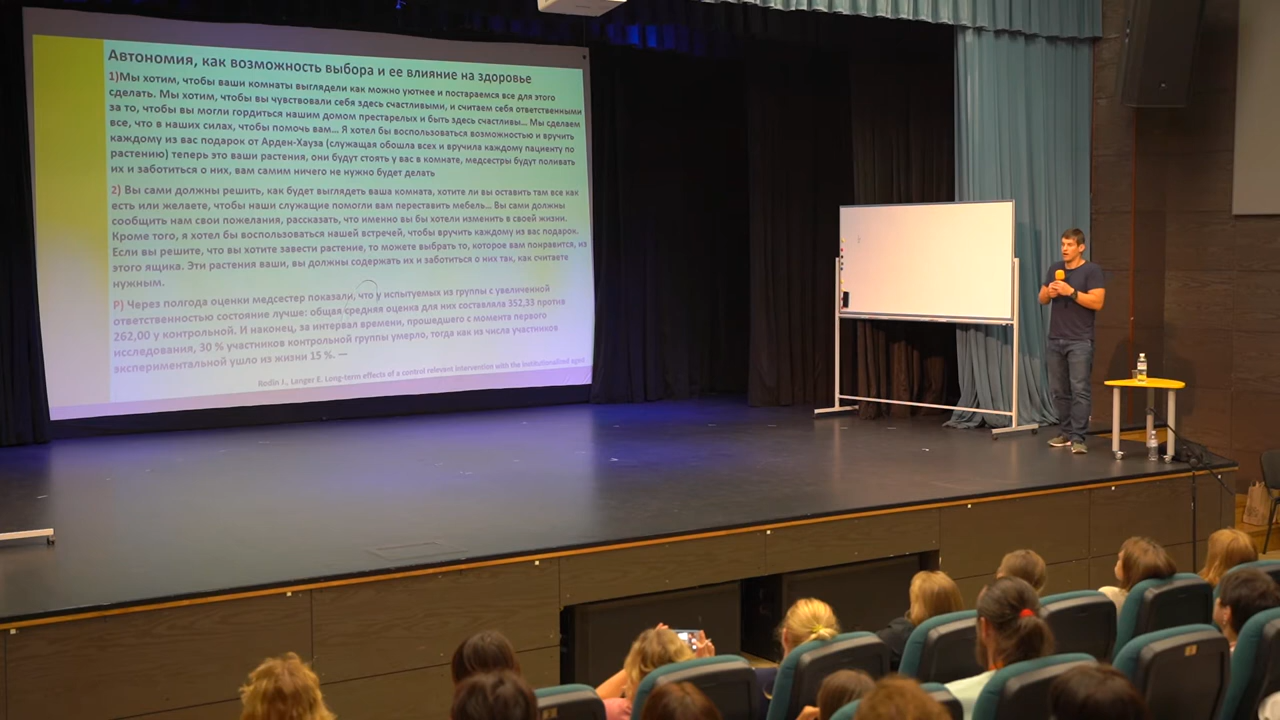 Автономия, как возможность выбора и ее влияние на здоровье
1)Мы хотим, чтобы ваши комнаты выглядели как можно уютнее и постараемся все для этого
сделать. Мы хотим, чтобы вы чувствовали себя здесь счастливыми, и считаем себя ответственными
за то, чтобы вы могли гордиться нашим домом престарелых и быть здесь счастливы... Мы сделаем
все, что в наших силах, чтобы помочь вам... Я хотел бы воспользоваться возможностью и вручить
каждому из вас подарок от Арден-Хауза (служащая обошла всех и вручила каждому пациенту по
растению) теперь это ваши растения, они будут стоять у вас в комнате, медсестры будут поливать
их и заботиться о них, вам самим ничего не нужно будет делать
2) Вы сами должны решить, как будет выглядеть ваша комната, хотите ли вы оставить там все как
есть или желаете, чтобы наши служащие помогли вам переставить мебель... Вы сами должны
сообщить нам свои пожелания, рассказать, что именно вы бы хотели изменить в своей жизни.
Кроме того, я хотел бы воспользоваться нашей встречей, чтобы вручить каждому из вас подарок.
Если вы решите, что вы хотите завести растение, то можете выбрать то, которое вам понравится, из
этого ящика. Эти растения ваши, вы должны содержать их и заботиться о них так, как считаете
нужным.
Р) Через полгода оценки медсестер показали, что у испытуемых из группы с увеличенной
ответственностью состояние лучше: общая средняя оценка для них составляла 352,33 против
262,00 у контрольной. И наконец, за интервал времени, прошедшего с момента первого
исследования, 30 % участников контрольной группы умерло, тогда как из числа участников
экспериментальной ушло из жизни 15 %. —
Rodin J., Langer E. Long-term effects of a control relevant intervention with the institutionalized aged